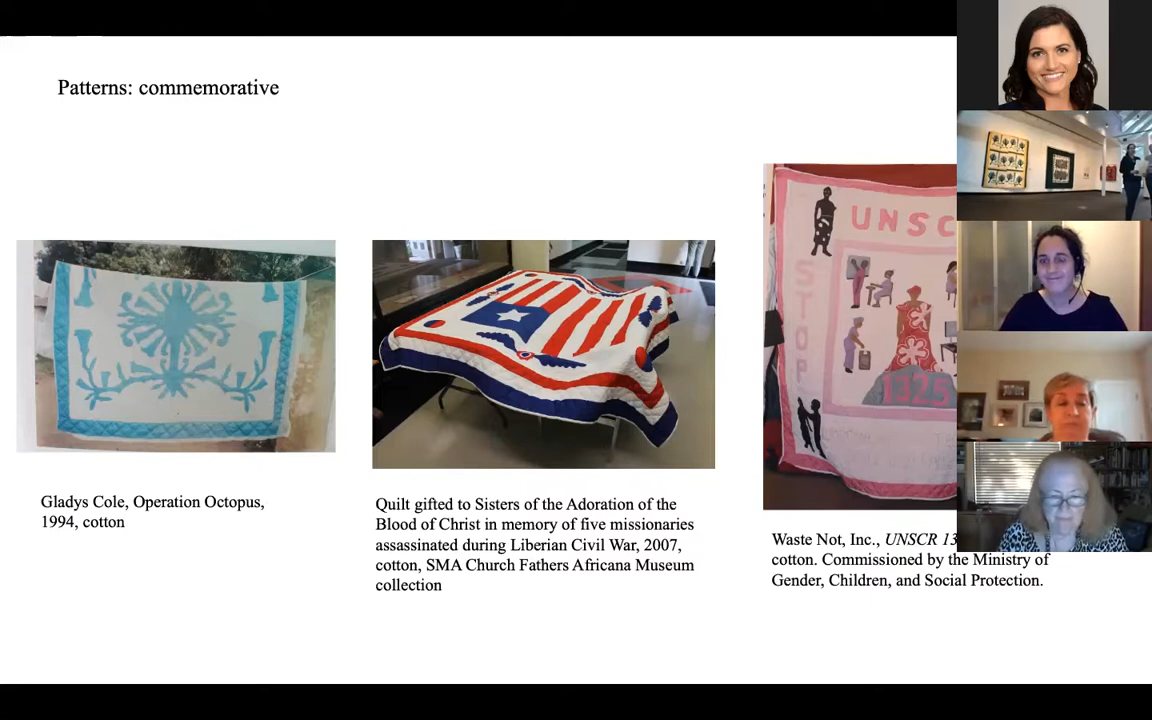 Patterns: commemorative
UNSC
STOP
1325
Gladys Cole, Operation Octopus,
1994, cotton
Quilt gifted to Sisters of the Adoration of the
Blood of Christ in memory of five missionaries
assassinated during Liberian Civil War, 2007,
cotton, SMA Church Fathers Africana Museum
collection
Waste Not, Inc., UNSCR 13
cotton. Commissioned by the Ministry of
Gender, Children, and Social Protection.